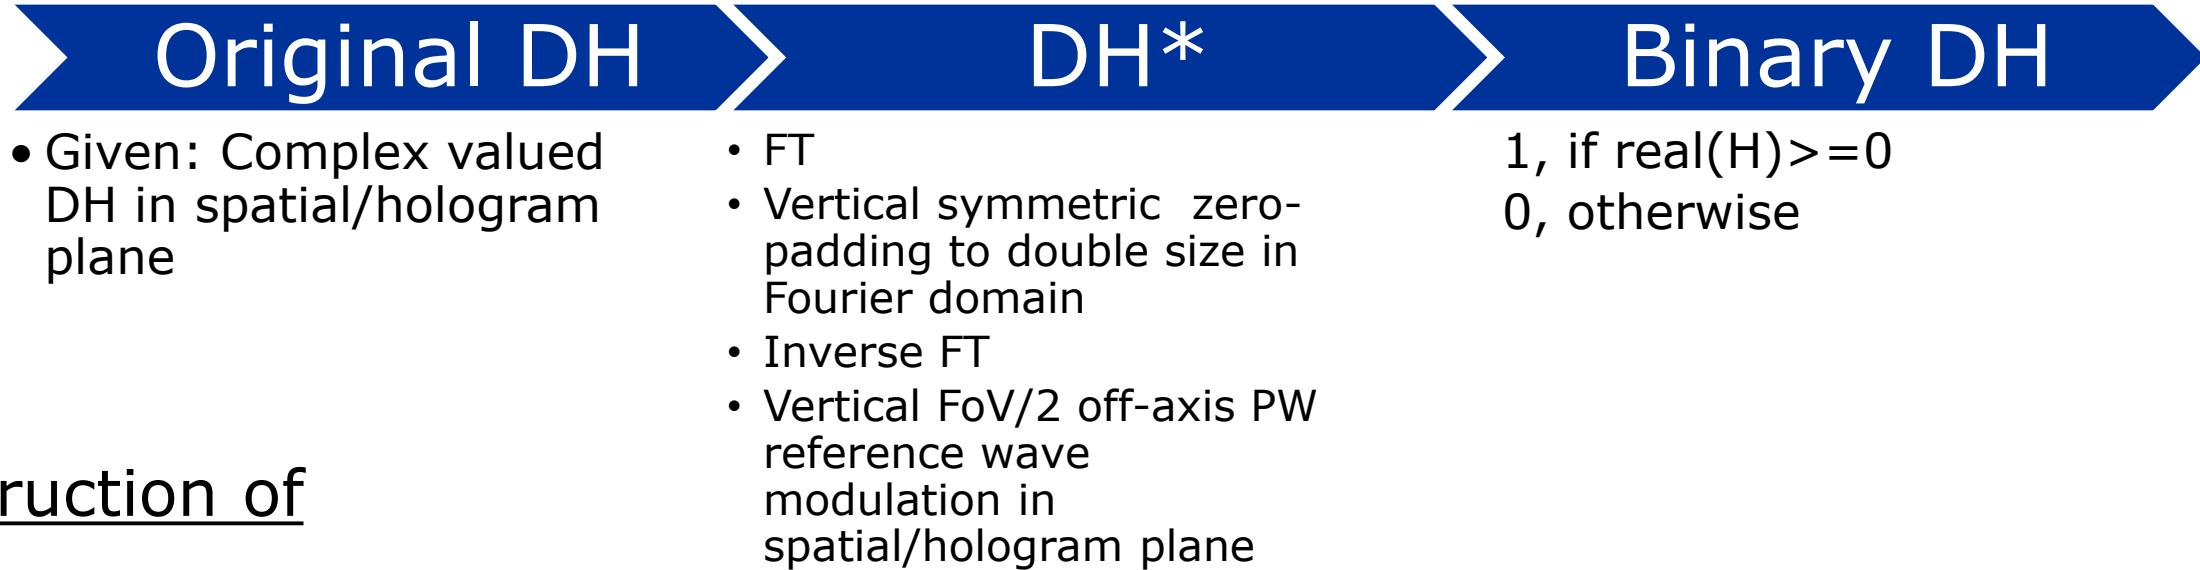 Original DH
DH*
Binary DH
• Given: Complex valued
DH in spatial/hologram
plane
• FT
• Vertical symmetric zero-
padding to double size in
Fourier domain
• Inverse FT
• Vertical FoV/2 off-axis PW
reference wave
modulation in
spatial/hologram plane
1, if real(H)>=0
0, otherwise
ruction of